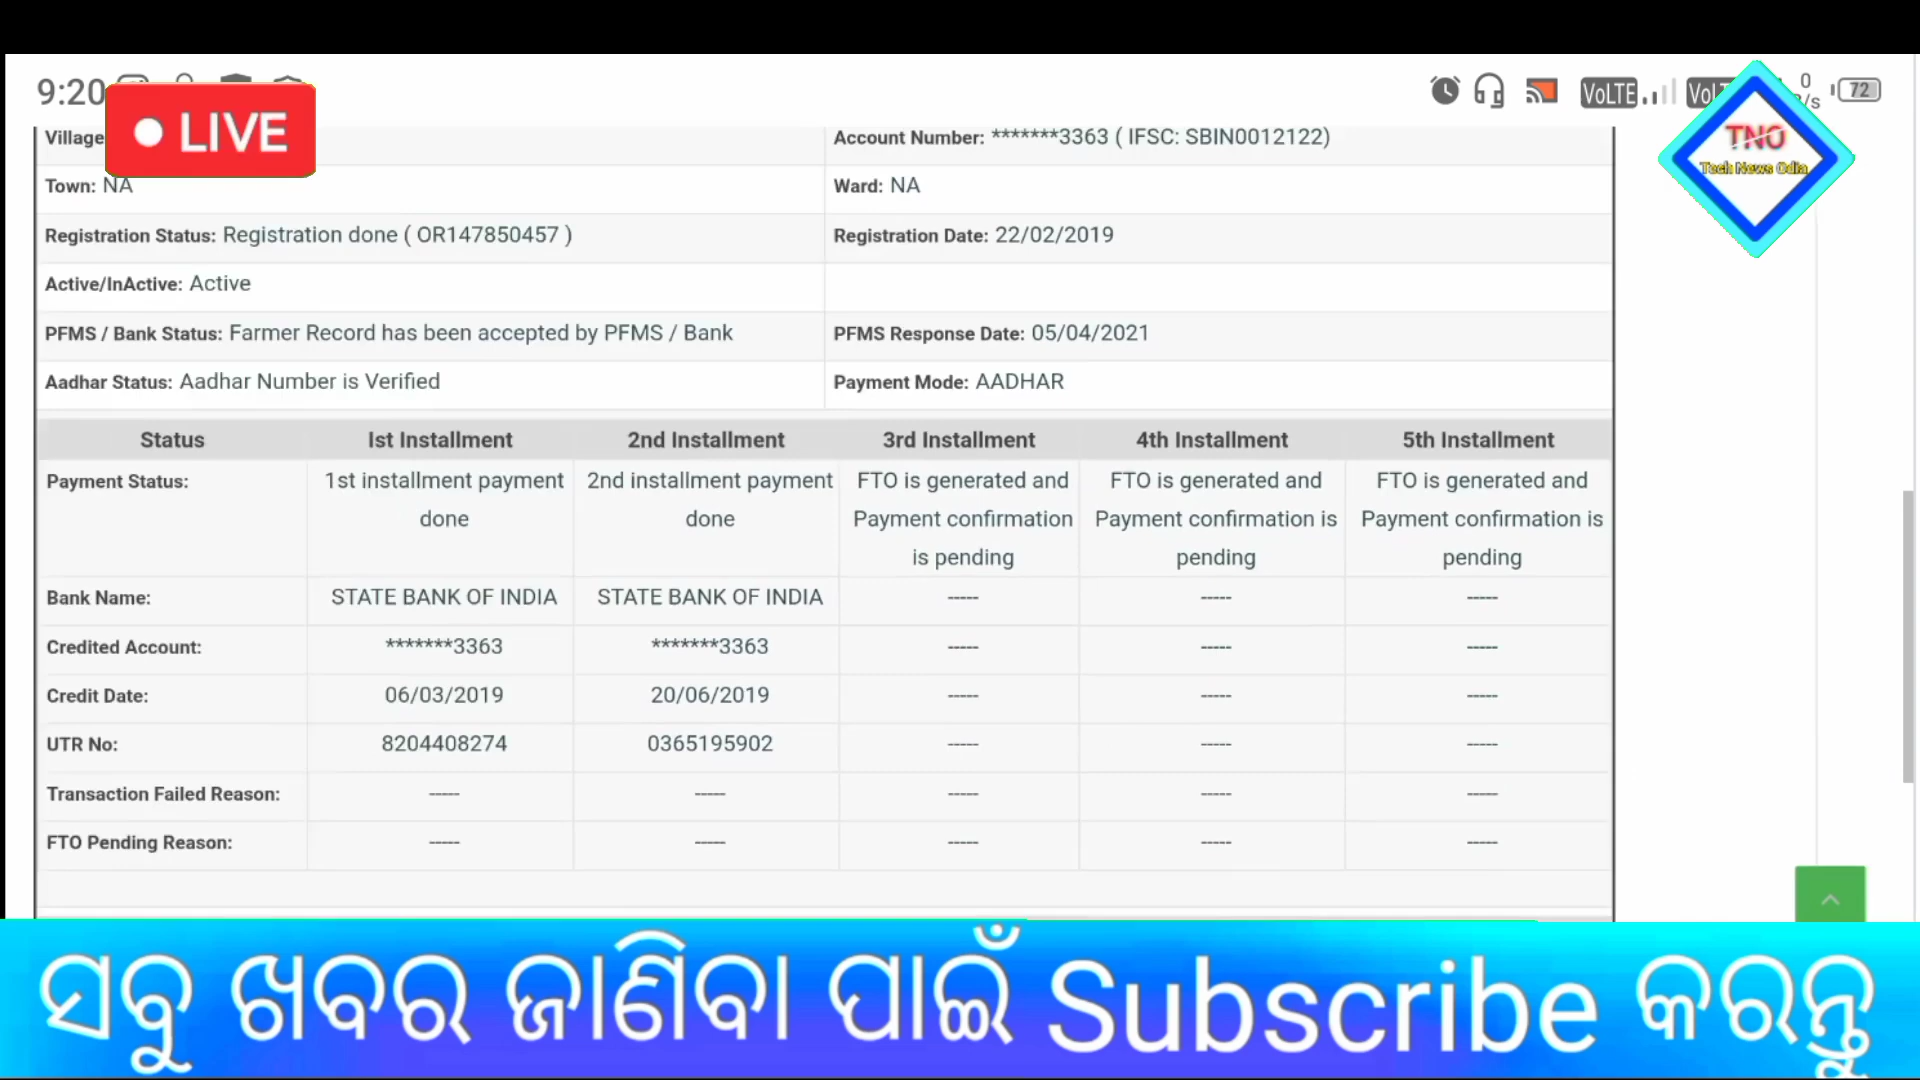 9:20
VoLTE
0
72
LIVE
TNO
Tech News Odia
Village
Account Number: *******3363 ( IFSC: SBIN0012122)
Town: NA
Ward: NA
Registration Status: Registration done ( OR147850457 )
Registration Date: 22/02/2019
Active/InActive: Active
PFMS / Bank Status: Farmer Record has been accepted by PFMS / Bank
PFMS Response Date: 05/04/2021
Aadhar Status: Aadhar Number is Verified
Payment Mode: AADHAR
Status Ist Installment 2nd Installment 3rd Installment 4th Installment 5th Installment
Payment Status: 1st installment payment 2nd installment payment FTO is generated and FTO is generated and FTO is generated and
done done Payment confirmation Payment confirmation is Payment confirmation is
is pending pending pending
Bank Name: STATE BANK OF INDIA STATE BANK OF INDIA ----- ----- -----
Credited Account: *******3363 *******3363 ----- ----- -----
Credit Date: 06/03/2019 20/06/2019 ----- ----- -----
UTR No: 8204408274 0365195902 ----- ----- -----
Transaction Failed Reason: ----- ----- ----- ----- -----
FTO Pending Reason: ----- ----- ----- ----- -----
ସବୁ ଖବର ଜାଣିବା ପାଇଁ Subscribe କରନ୍ତୁ